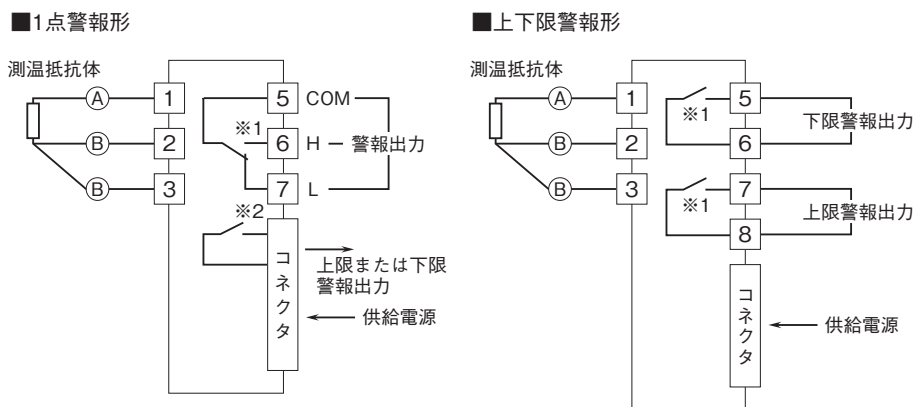 ■1点警報形
測温抵抗体
A
B
B
1
2
3
※1
※2
5
6
7
COM
H
L
警報出力
コネクタ
上限または下限
警報出力
供給電源
■上下限警報形
測温抵抗体
A
B
B
1
2
3
※1
※1
5
6
7
8
下限警報出力
上限警報出力
コネクタ
供給電源